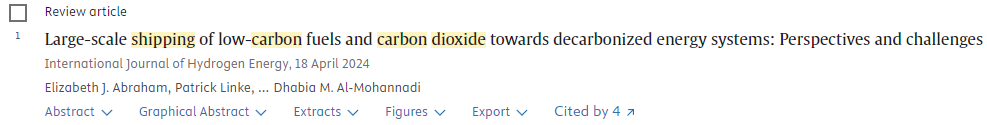 Review article
1
Large-scale shipping of low-carbon fuels and carbon dioxide towards decarbonized energy systems: Perspectives and challenges
International Journal of Hydrogen Energy, 18 April 2024
Elizabeth J. Abraham, Patrick Linke, ... Dhabia M. Al-Mohannadi
Abstract Graphical Abstract Extracts Figures Export Cited by 4